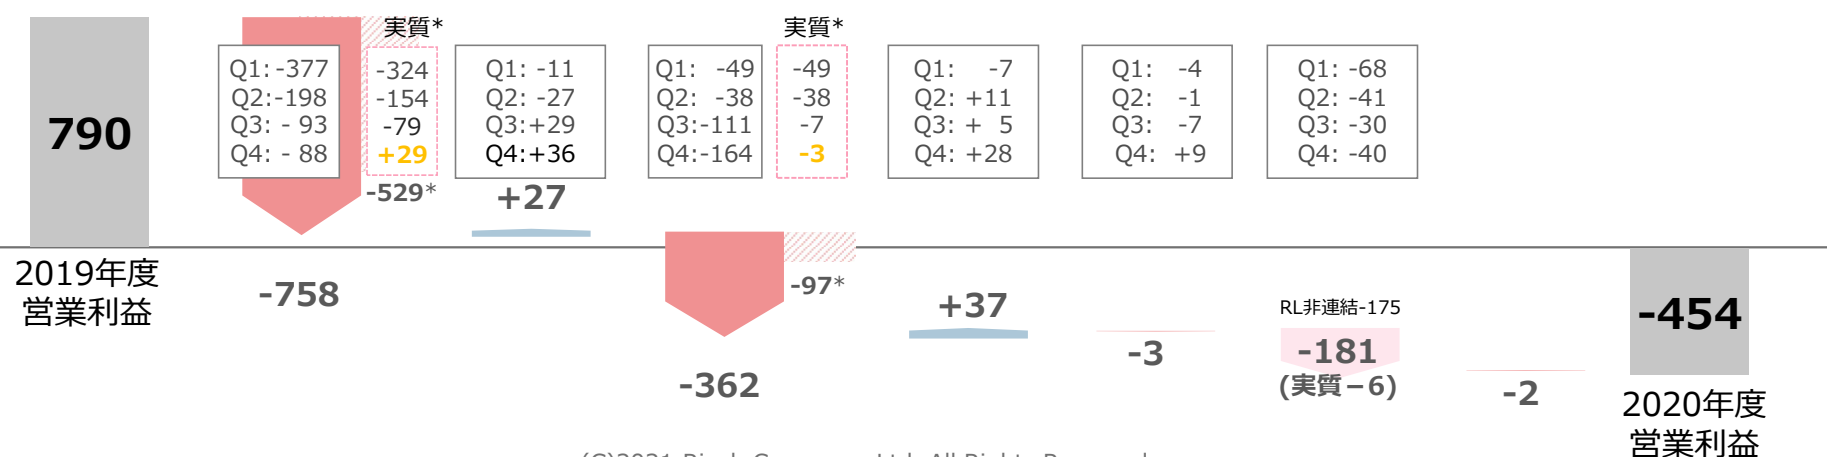 790
2019年度
営業利益
Q1:-377
Q2:-198
Q3: - 93
Q4: - 88
-758
実質*
-324
-154
-79
+29
-529*
Q1: -11
Q2: -27
Q3:+29
Q4:+36
+27
Q1: -49
Q2: -38
Q3:-111
Q4:-164
-362
実質*
-49
-38
-7
-3
-97*
Q1: -7
Q2: +11
Q3: + 5
Q4: +28
+37
Q1: -4
Q2: -1
Q3: -7
Q4: +9
-3
Q1: -68
Q2: -41
Q3: -30
Q4: -40
RL非連結-175
-181
(実質－6)
-2
-454
2020年度
営業利益